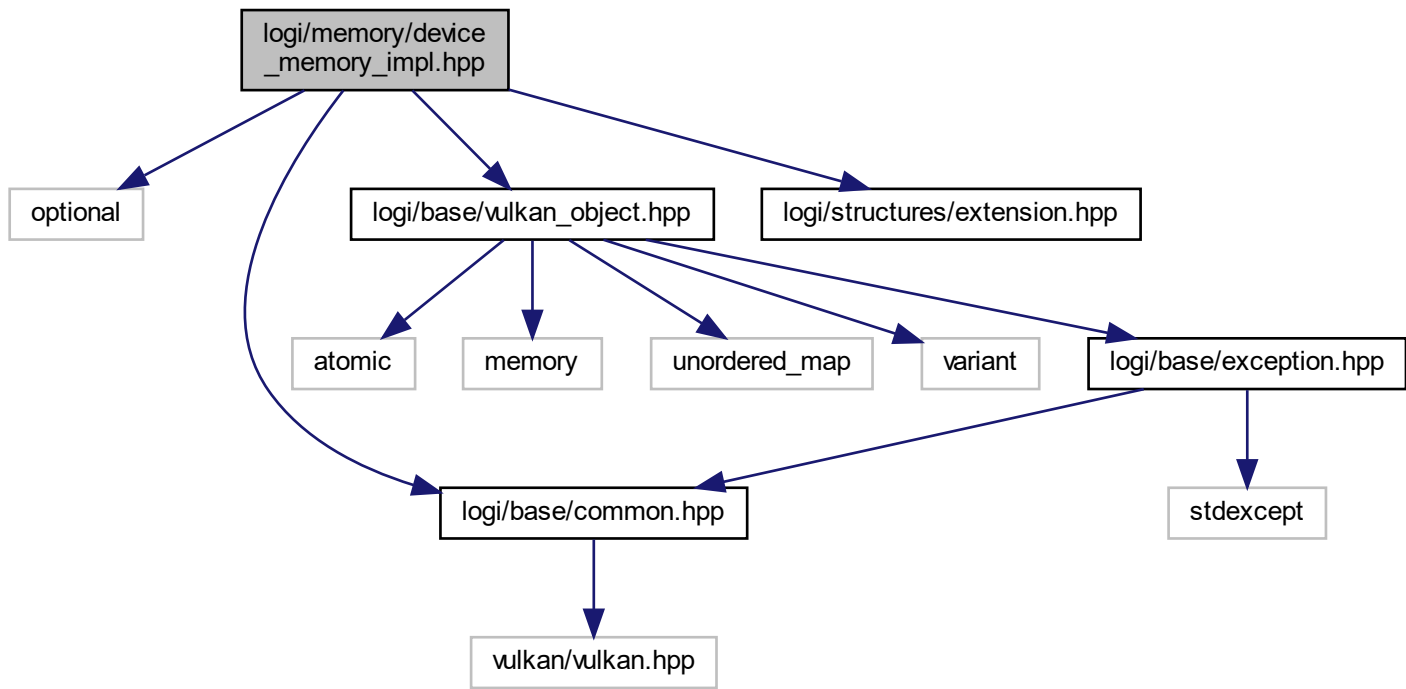 logi/memory/device
_memory_impl.hpp
optional
logi/base/vulkan_object.hpp
logi/structures/extension.hpp
atomic
memory
unordered_map
variant
logi/base/exception.hpp
logi/base/common.hpp
stdexcept
vulkan/vulkan.hpp